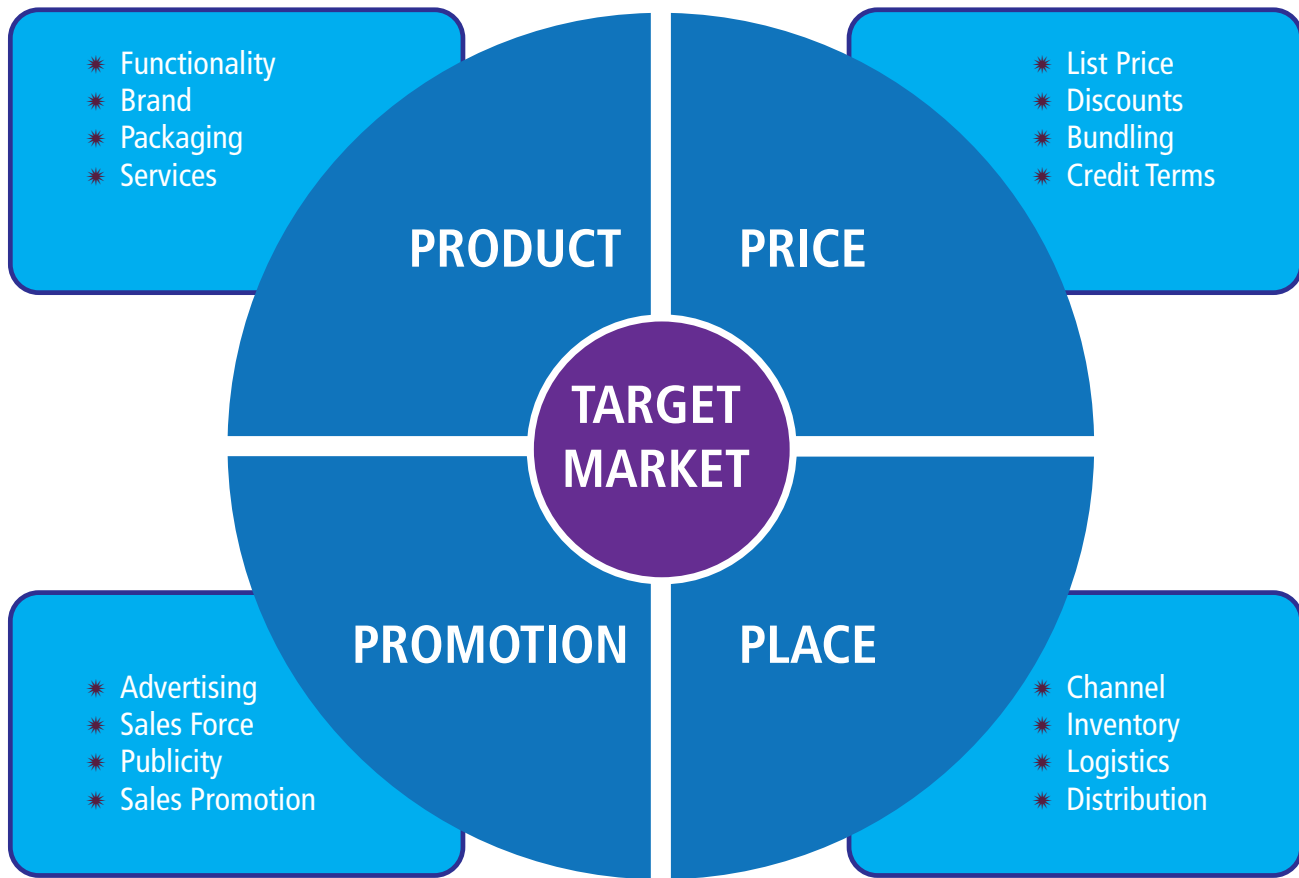 Functionality
Brand
Packaging
Services
PRODUCT
List Price
Discounts
Bundling
Credit Terms
PRICE
TARGET
MARKET
PROMOTION
Advertising
Sales Force
Publicity
Sales Promotion
PLACE
Channel
Inventory
Logistics
Distribution